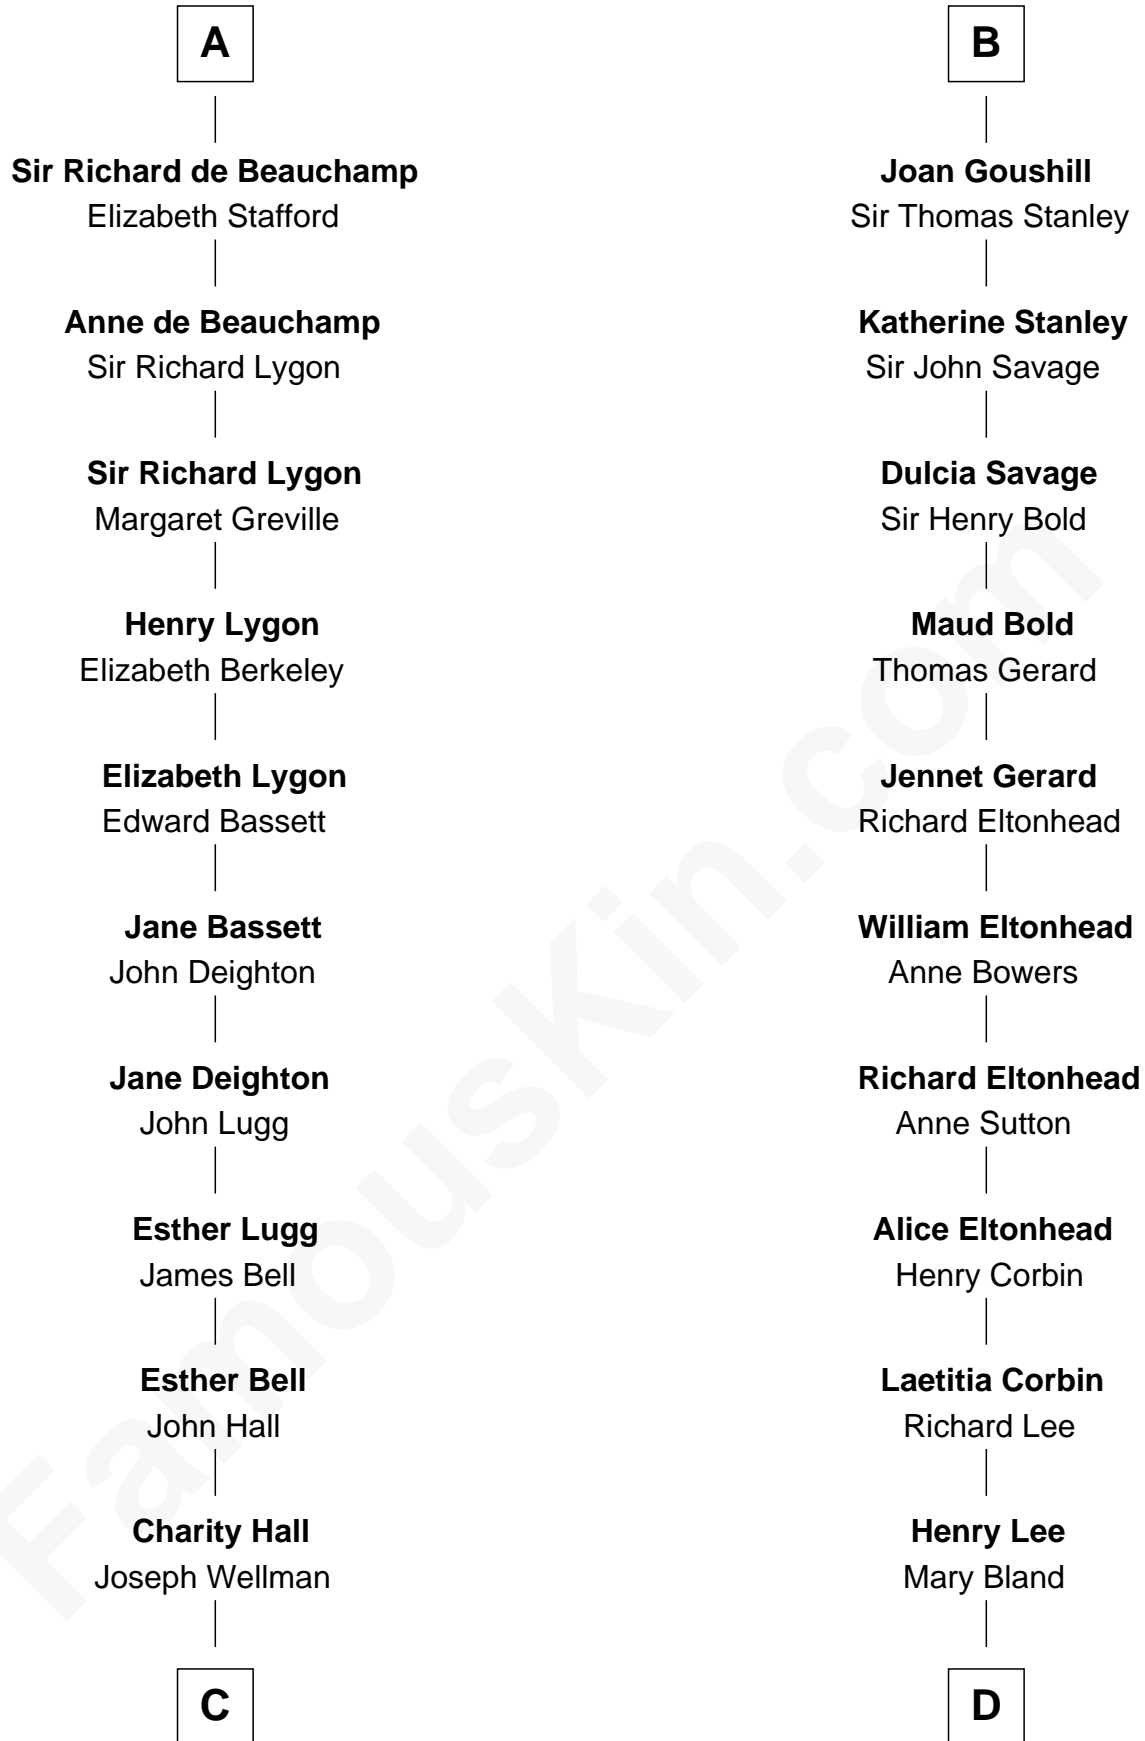 A
Sir Richard de Beauchamp
Elizabeth Stafford
Anne de Beauchamp
Sir Richard Lygon
Sir Richard Lygon
Margaret Greville
Henry Lygon
Elizabeth Berkeley
Elizabeth Lygon
Edward Bassett
Jane Bassett
John Deighton
Jane Deighton
John Lugg
Esther Lugg
James Bell
Esther Bell
John Hall
Charity Hall
Joseph Wellman
C
B
Joan Goushill
Sir Thomas Stanley
Katherine Stanley
Sir John Savage
Dulcia Savage
Sir Henry Bold
Maud Bold
Thomas Gerard
Jennet Gerard
Richard Eltonhead
William Eltonhead
Anne Bowers
Richard Eltonhead
Anne Sutton
Alice Eltonhead
Henry Corbin
Laetitia Corbin
Richard Lee
Henry Lee
Mary Bland
D
FamousKin.com